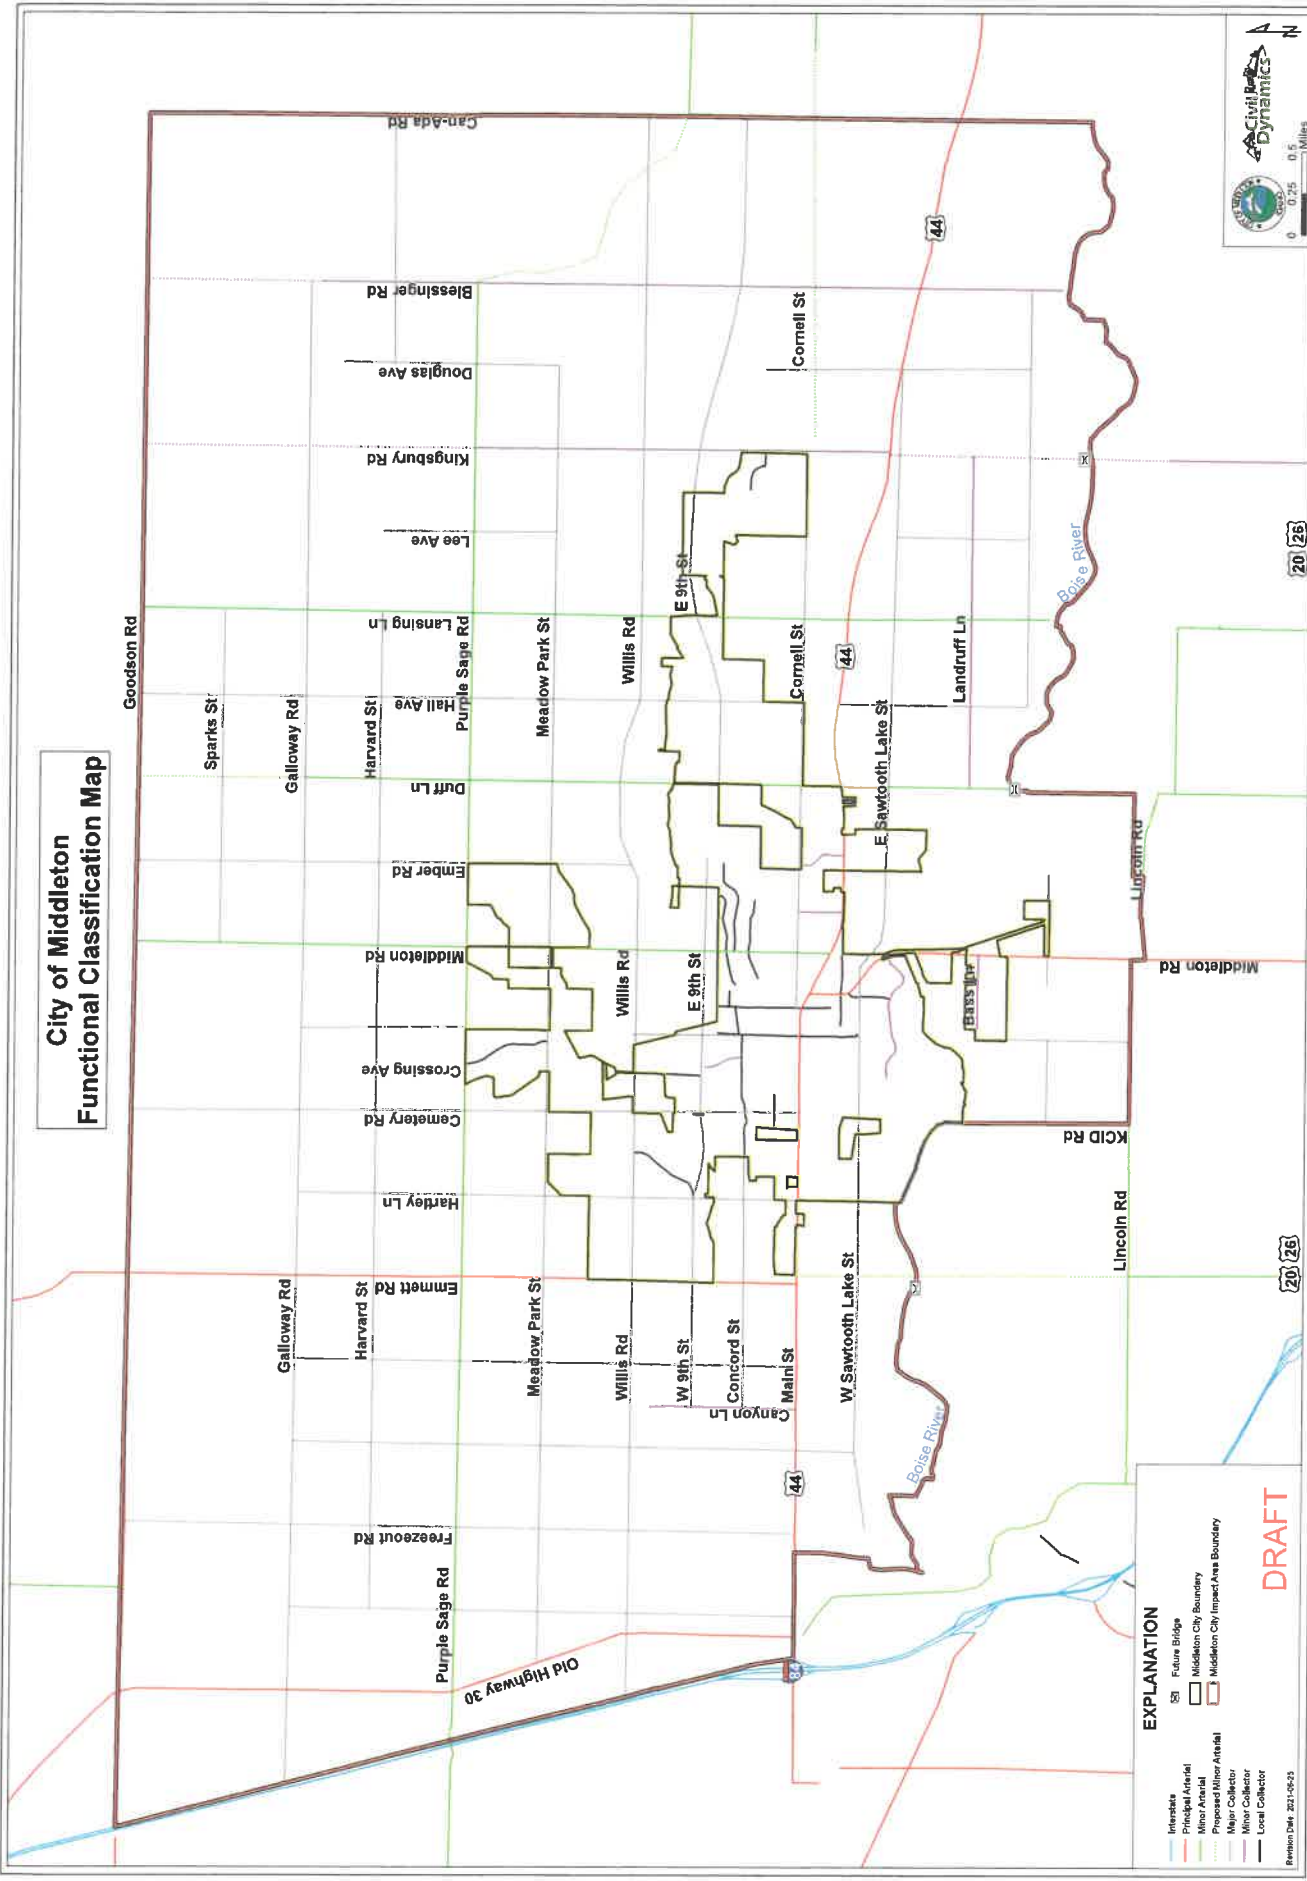 City of Middleton
Functional Classification Map
Goodson Rd
Sparks St
Galloway Rd
Galloway Rd
Harvard St
Harvard St
Can-Ada Rd
Blessinger Rd
Douglas Ave
Kingsbury Rd
Lee Ave
Lansing Ln
Hall Ave
Duff Ln
Ember Rd
Middleton Rd
Crossing Ave
Cemetery Rd
Hartley Ln
Emmett Rd
Freezeout Rd
Purple Sage Rd
Purple Sage Rd
Old Highway 30
Meadow Park St
Meadow Park St
Willis Rd
Willis Rd
Willis Rd
E 9th St
E 9th St
W 9th St
Concord St
Canyon Ln
Main St
Cornell St
Cornell St
44
44
44
84
W Sawtooth Lake St
E Sawtooth Lake St
Landruff Ln
Bass Ln
Boise River
Boise River
KCID Rd
Middleton Rd
Lincoln Rd
Lincoln Rd
20 26
20 26
EXPLANATION
Interstate
Principal Arterial
Minor Arterial
Proposed Minor Arterial
Major Collector
Minor Collector
Local Collector
Future Bridge
Middleton City Boundary
Middleton City Impact Area Boundary
Revision Date: 2021-06-25
DRAFT
Civil
Dynamics
N
0 0.25 0.5
Miles